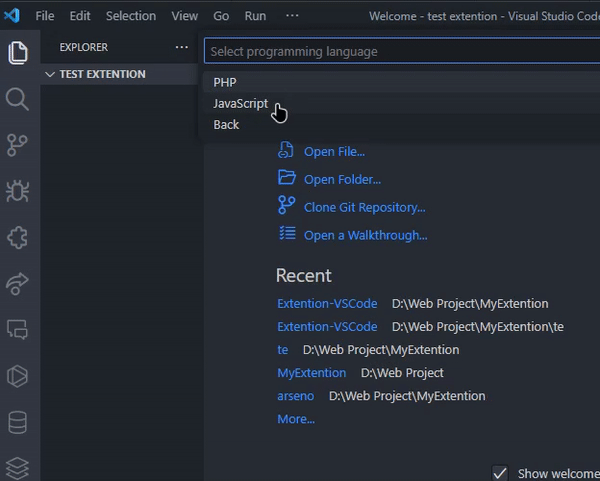 File Edit Selection View Go Run ··· Welcome - test extention - Visual Studio Code
EXPLORER ···
Select programming language
TEST EXTENTION
PHP
JavaScript
Back
Open File...
Open Folder...
Clone Git Repository...
Open a Walkthrough...
Recent
Extention-VSCode D:\Web Project\MyExtention
Extention-VSCode D:\Web Project\MyExtention\te
te D:\Web Project\MyExtention
MyExtention D:\Web Project
arseno D:\Web Project\MyExtention
More...
Show welcome